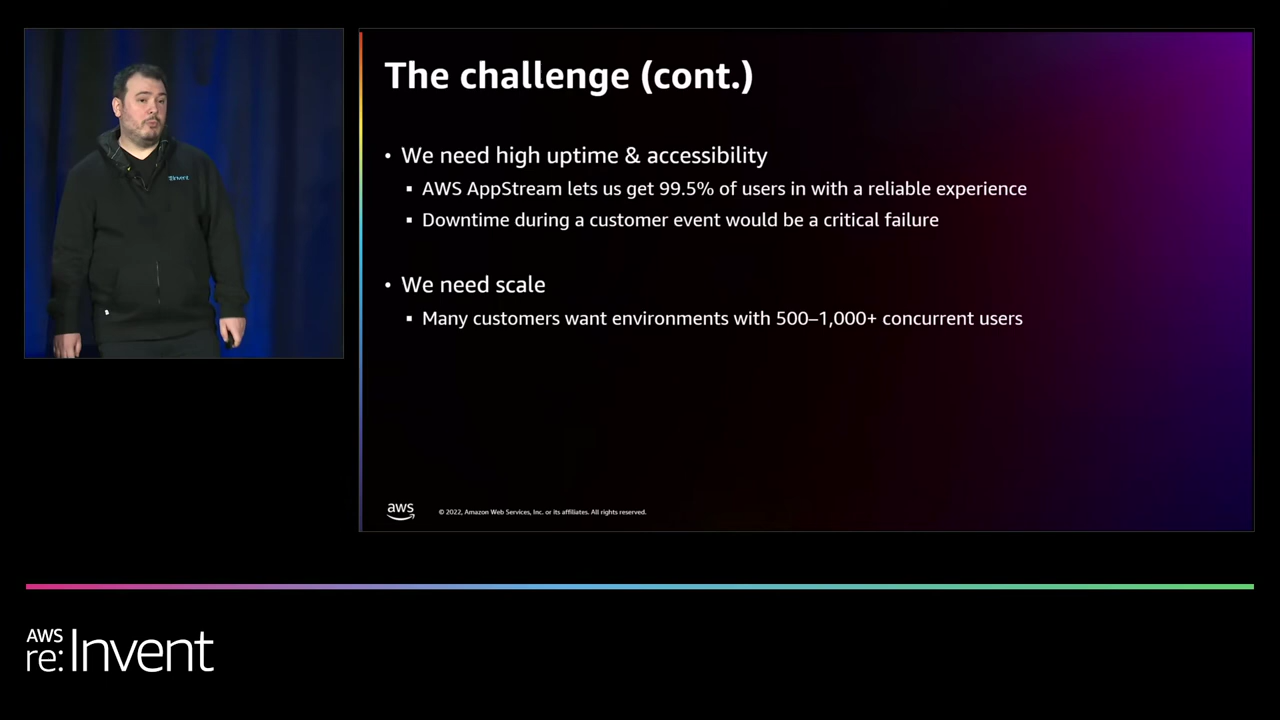 The challenge (cont.)
• We need high uptime & accessibility
▪ AWS AppStream lets us get 99.5% of users in with a reliable experience
▪ Downtime during a customer event would be a critical failure
• We need scale
▪ Many customers want environments with 500–1,000+ concurrent users
aws
© 2022, Amazon Web Services, Inc. or its affiliates. All rights reserved.
re:Invent
AWS
re:Invent